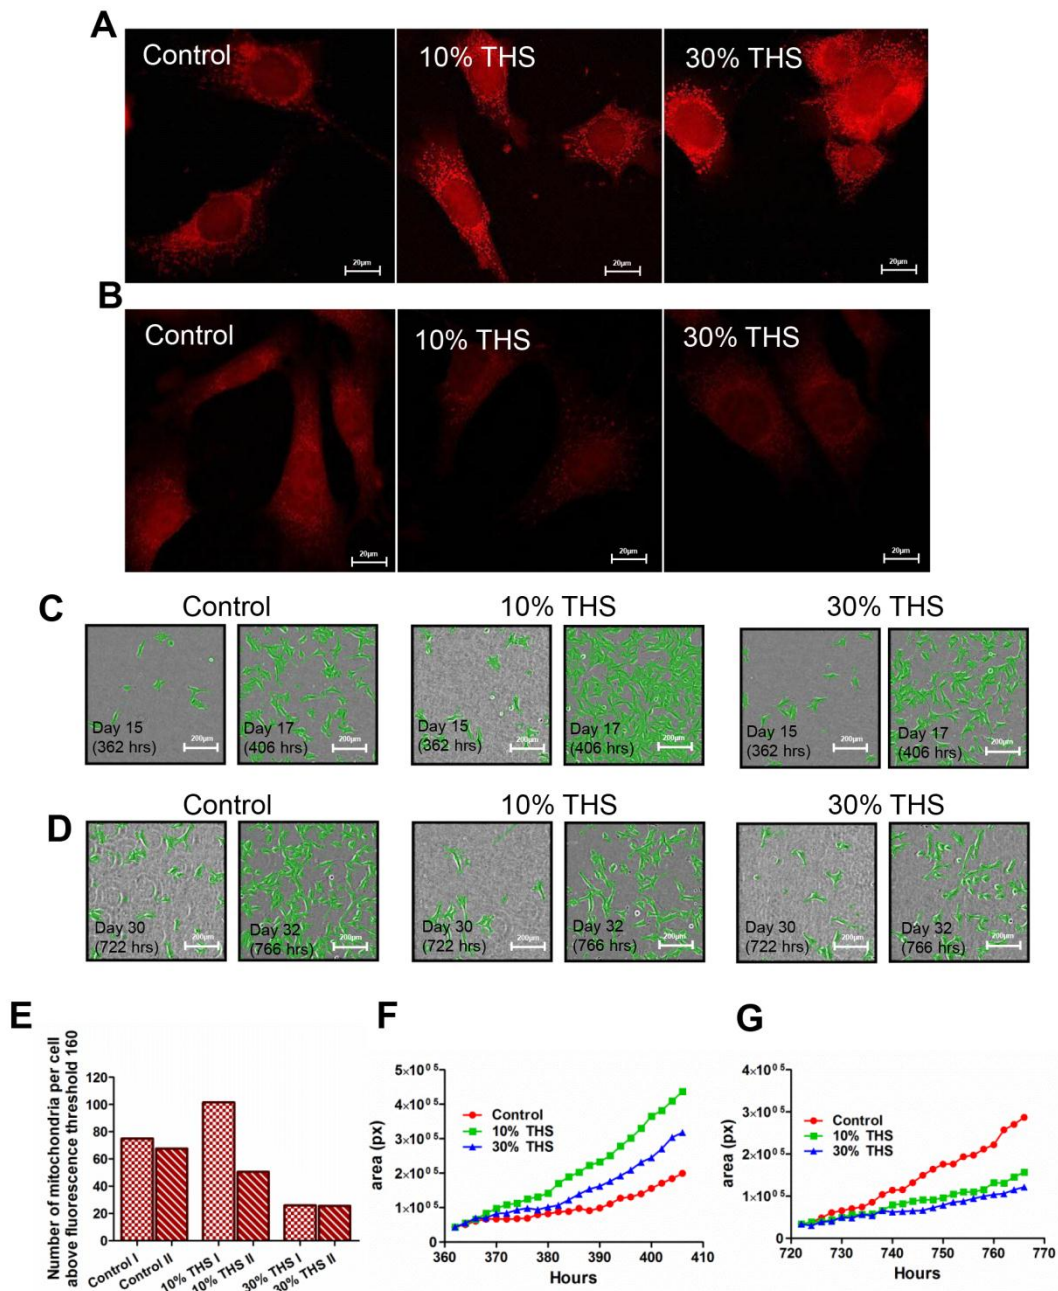 A
Control
10% THS
30% THS
20µm
20µm
20µm
B
Control
10% THS
30% THS
20µm
20µm
20µm
C
Control
10% THS
30% THS
Day 15
(362 hrs)
200µm
Day 17
(406 hrs)
200µm
Day 15
(362 hrs)
200µm
Day 17
(406 hrs)
200µm
Day 15
(362 hrs)
200µm
Day 17
(406 hrs)
200µm
D
Control
10% THS
30% THS
Day 30
(722 hrs)
200µm
Day 32
(766 hrs)
200µm
Day 30
(722 hrs)
200µm
Day 32
(766 hrs)
200µm
Day 30
(722 hrs)
200µm
Day 32
(766 hrs)
200µm
E
Number of mitochondria per cell
above fluorescence threshold 160
120
100
80
60
40
20
0
Control I
Control II
10% THS I
10% THS II
30% THS I
30% THS II
F
area (px)
5×10⁰⁵
4×10⁰⁵
3×10⁰⁵
2×10⁰⁵
1×10⁰⁵
0
Control
10% THS
30% THS
360 370 380 390 400 410
Hours
G
area (px)
4×10⁰⁵
3×10⁰⁵
2×10⁰⁵
1×10⁰⁵
0
Control
10% THS
30% THS
720 730 740 750 760 770
Hours